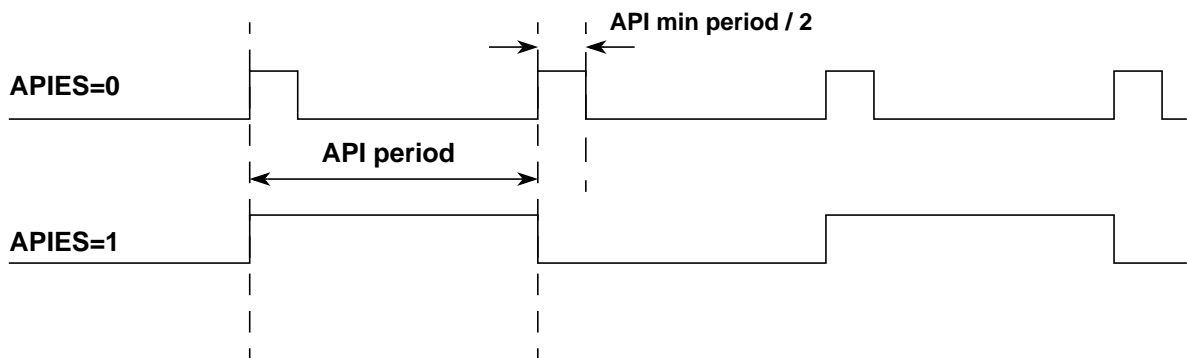 API min period / 2
APIES=0
API period
APIES=1